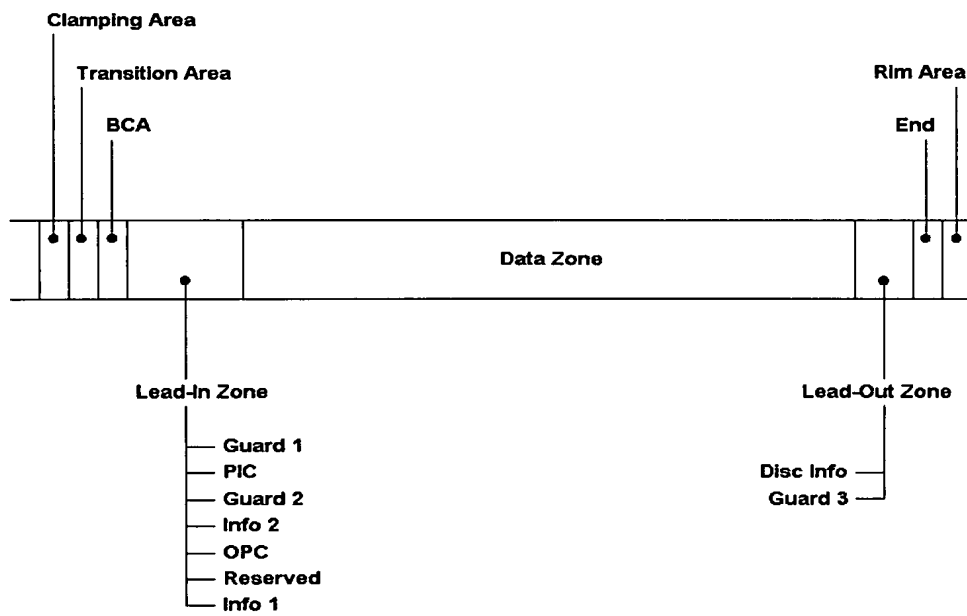 Clamping Area
Transition Area
Rim Area
BCA
End
Data Zone
Lead-In Zone
Lead-Out Zone
Guard 1
PIC
Guard 2
Info 2
OPC
Reserved
Info 1
Disc Info
Guard 3